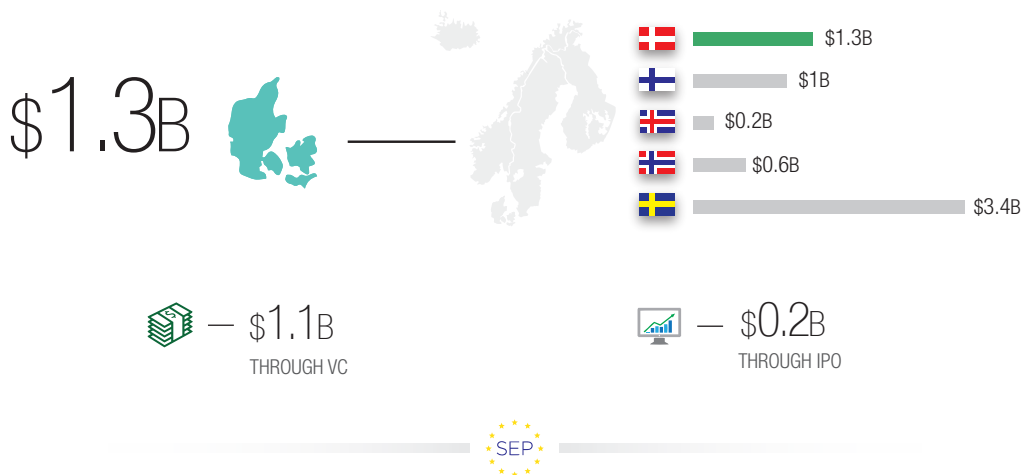 $1.3B
$1.3B
$1B
$0.2B
$0.6B
$3.4B
$1.1B
THROUGH VC
$0.2B
THROUGH IPO
SEP